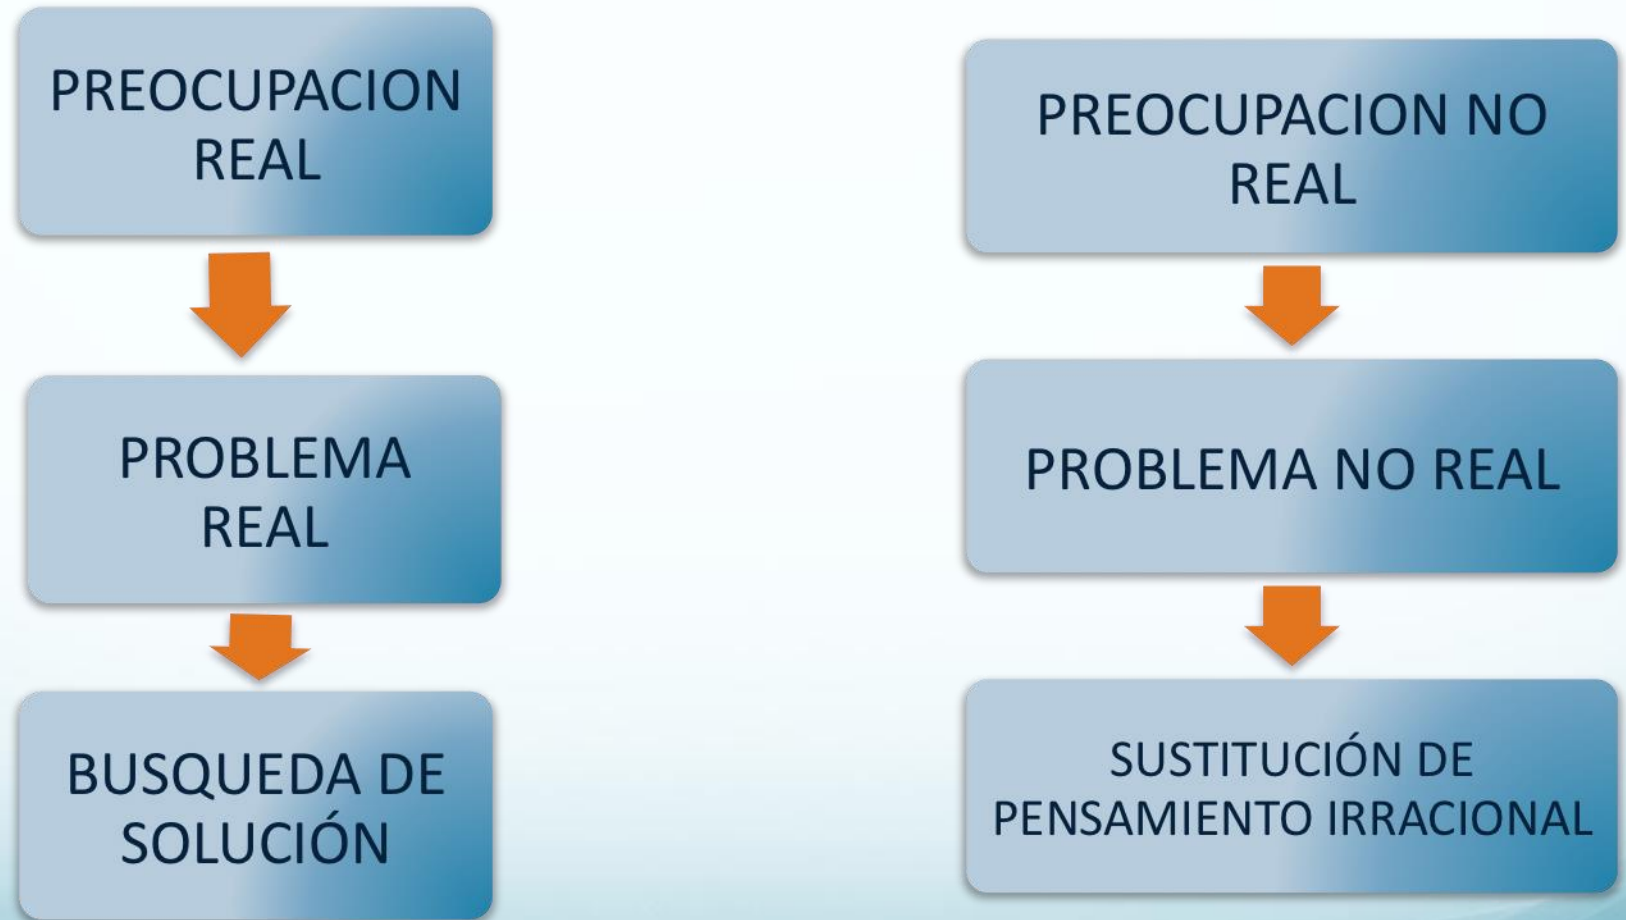 PREOCUPACION
REAL
PROBLEMA
REAL
BUSQUEDA DE
SOLUCIÓN
PREOCUPACION NO
REAL
PROBLEMA NO REAL
SUSTITUCIÓN DE
PENSAMIENTO IRRACIONAL